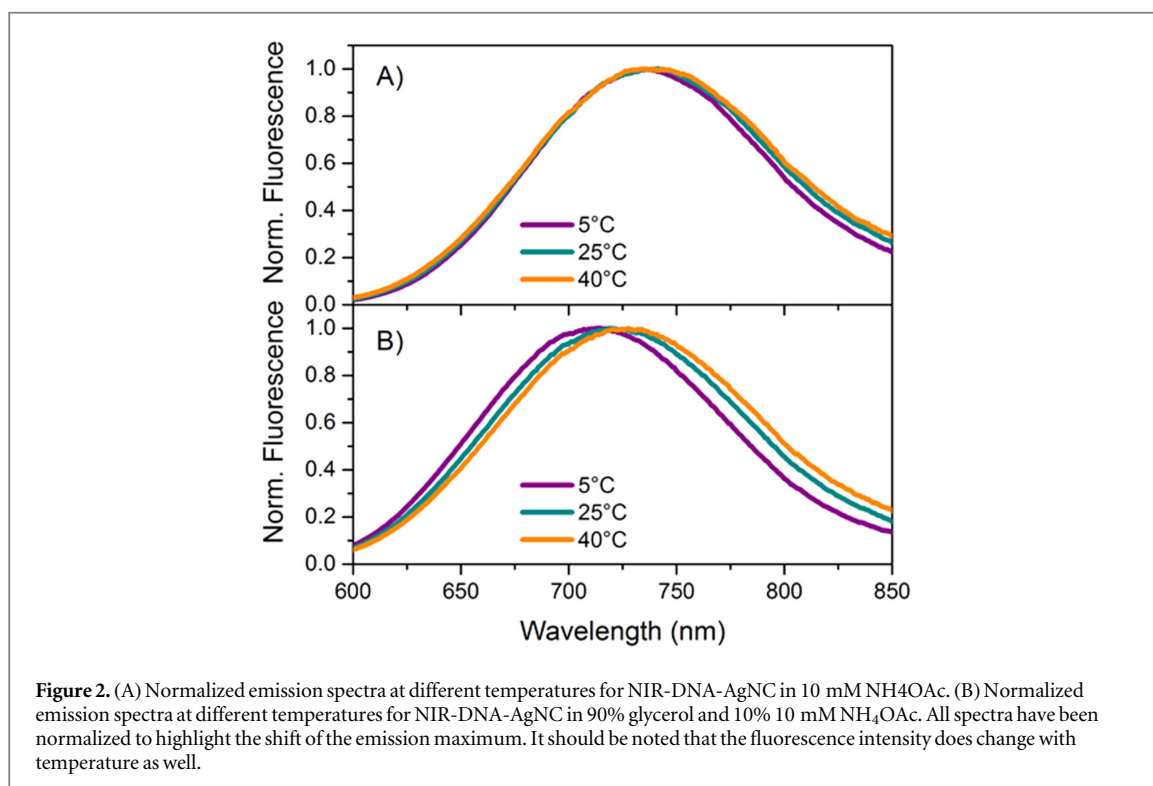 A)
Norm. Fluorescence
1.0
0.8
0.6
0.4
0.2
0.0
5°C
25°C
40°C
B)
Norm. Fluorescence
1.0
0.8
0.6
0.4
0.2
0.0
5°C
25°C
40°C
600 650 700 750 800 850
Wavelength (nm)
Figure 2. (A) Normalized emission spectra at different temperatures for NIR-DNA-AgNC in 10 mM NH4OAc. (B) Normalized
emission spectra at different temperatures for NIR-DNA-AgNC in 90% glycerol and 10% 10 mM NH₄OAc. All spectra have been
normalized to highlight the shift of the emission maximum. It should be noted that the fluorescence intensity does change with
temperature as well.